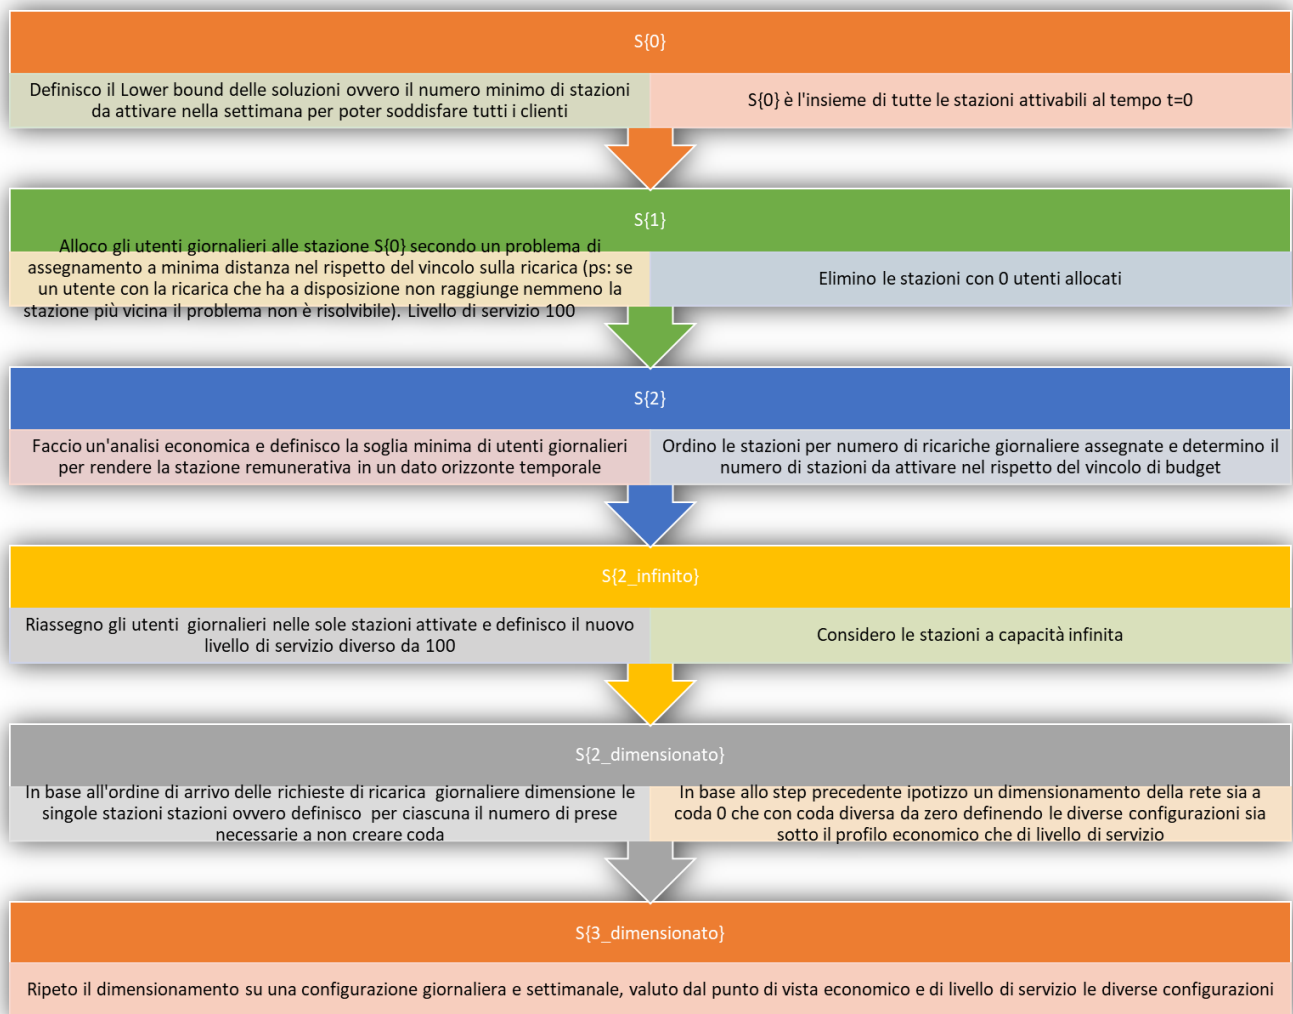 S{0}
Definisco il Lower bound delle soluzioni ovvero il numero minimo di stazioni
da attivare nella settimana per poter soddisfare tutti i clienti
S{0} è l'insieme di tutte le stazioni attivabili al tempo t=0
S{1}
Alloco gli utenti giornalieri alle stazione S{0} secondo un problema di
assegnamento a minima distanza nel rispetto del vincolo sulla ricarica (ps: se
un utente con la ricarica che ha a disposizione non raggiunge nemmeno la
stazione più vicina il problema non è risolvibile). Livello di servizio 100
Elimino le stazioni con 0 utenti allocati
S{2}
Faccio un'analisi economica e definisco la soglia minima di utenti giornalieri
per rendere la stazione remunerativa in un dato orizzonte temporale
Ordino le stazioni per numero di ricariche giornaliere assegnate e determino il
numero di stazioni da attivare nel rispetto del vincolo di budget
S{2_infinito}
Riassegno gli utenti giornalieri nelle sole stazioni attivate e definisco il nuovo
livello di servizio diverso da 100
Considero le stazioni a capacità infinita
S{2_dimensionato}
In base all'ordine di arrivo delle richieste di ricarica giornaliere dimensione le
singole stazioni stazioni ovvero definisco per ciascuna il numero di prese
necessarie a non creare coda
In base allo step precedente ipotizzo un dimensionamento della rete sia a
coda 0 che con coda diversa da zero definendo le diverse configurazioni sia
sotto il profilo economico che di livello di servizio
S{3_dimensionato}
Ripeto il dimensionamento su una configurazione giornaliera e settimanale, valuto dal punto di vista economico e di livello di servizio le diverse configurazioni